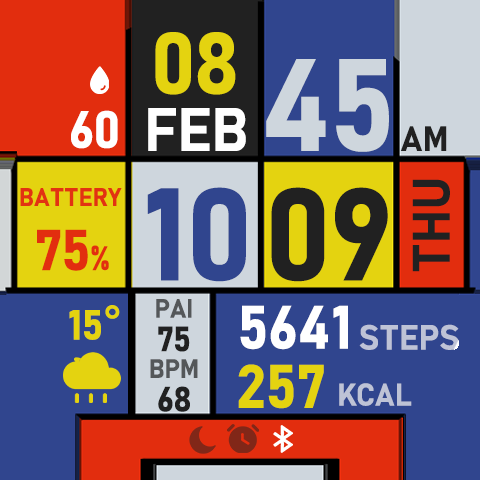 08
FEB
60
45
AM
BATTERY
75%
10
09
THU
15°
PAI
75
BPM
68
5641 STEPS
257 KCAL